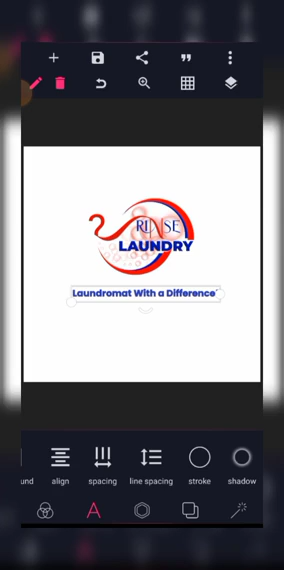 RINSE
LAUNDRY
Laundromat With a Difference"
und align spacing line spacing stroke shadow